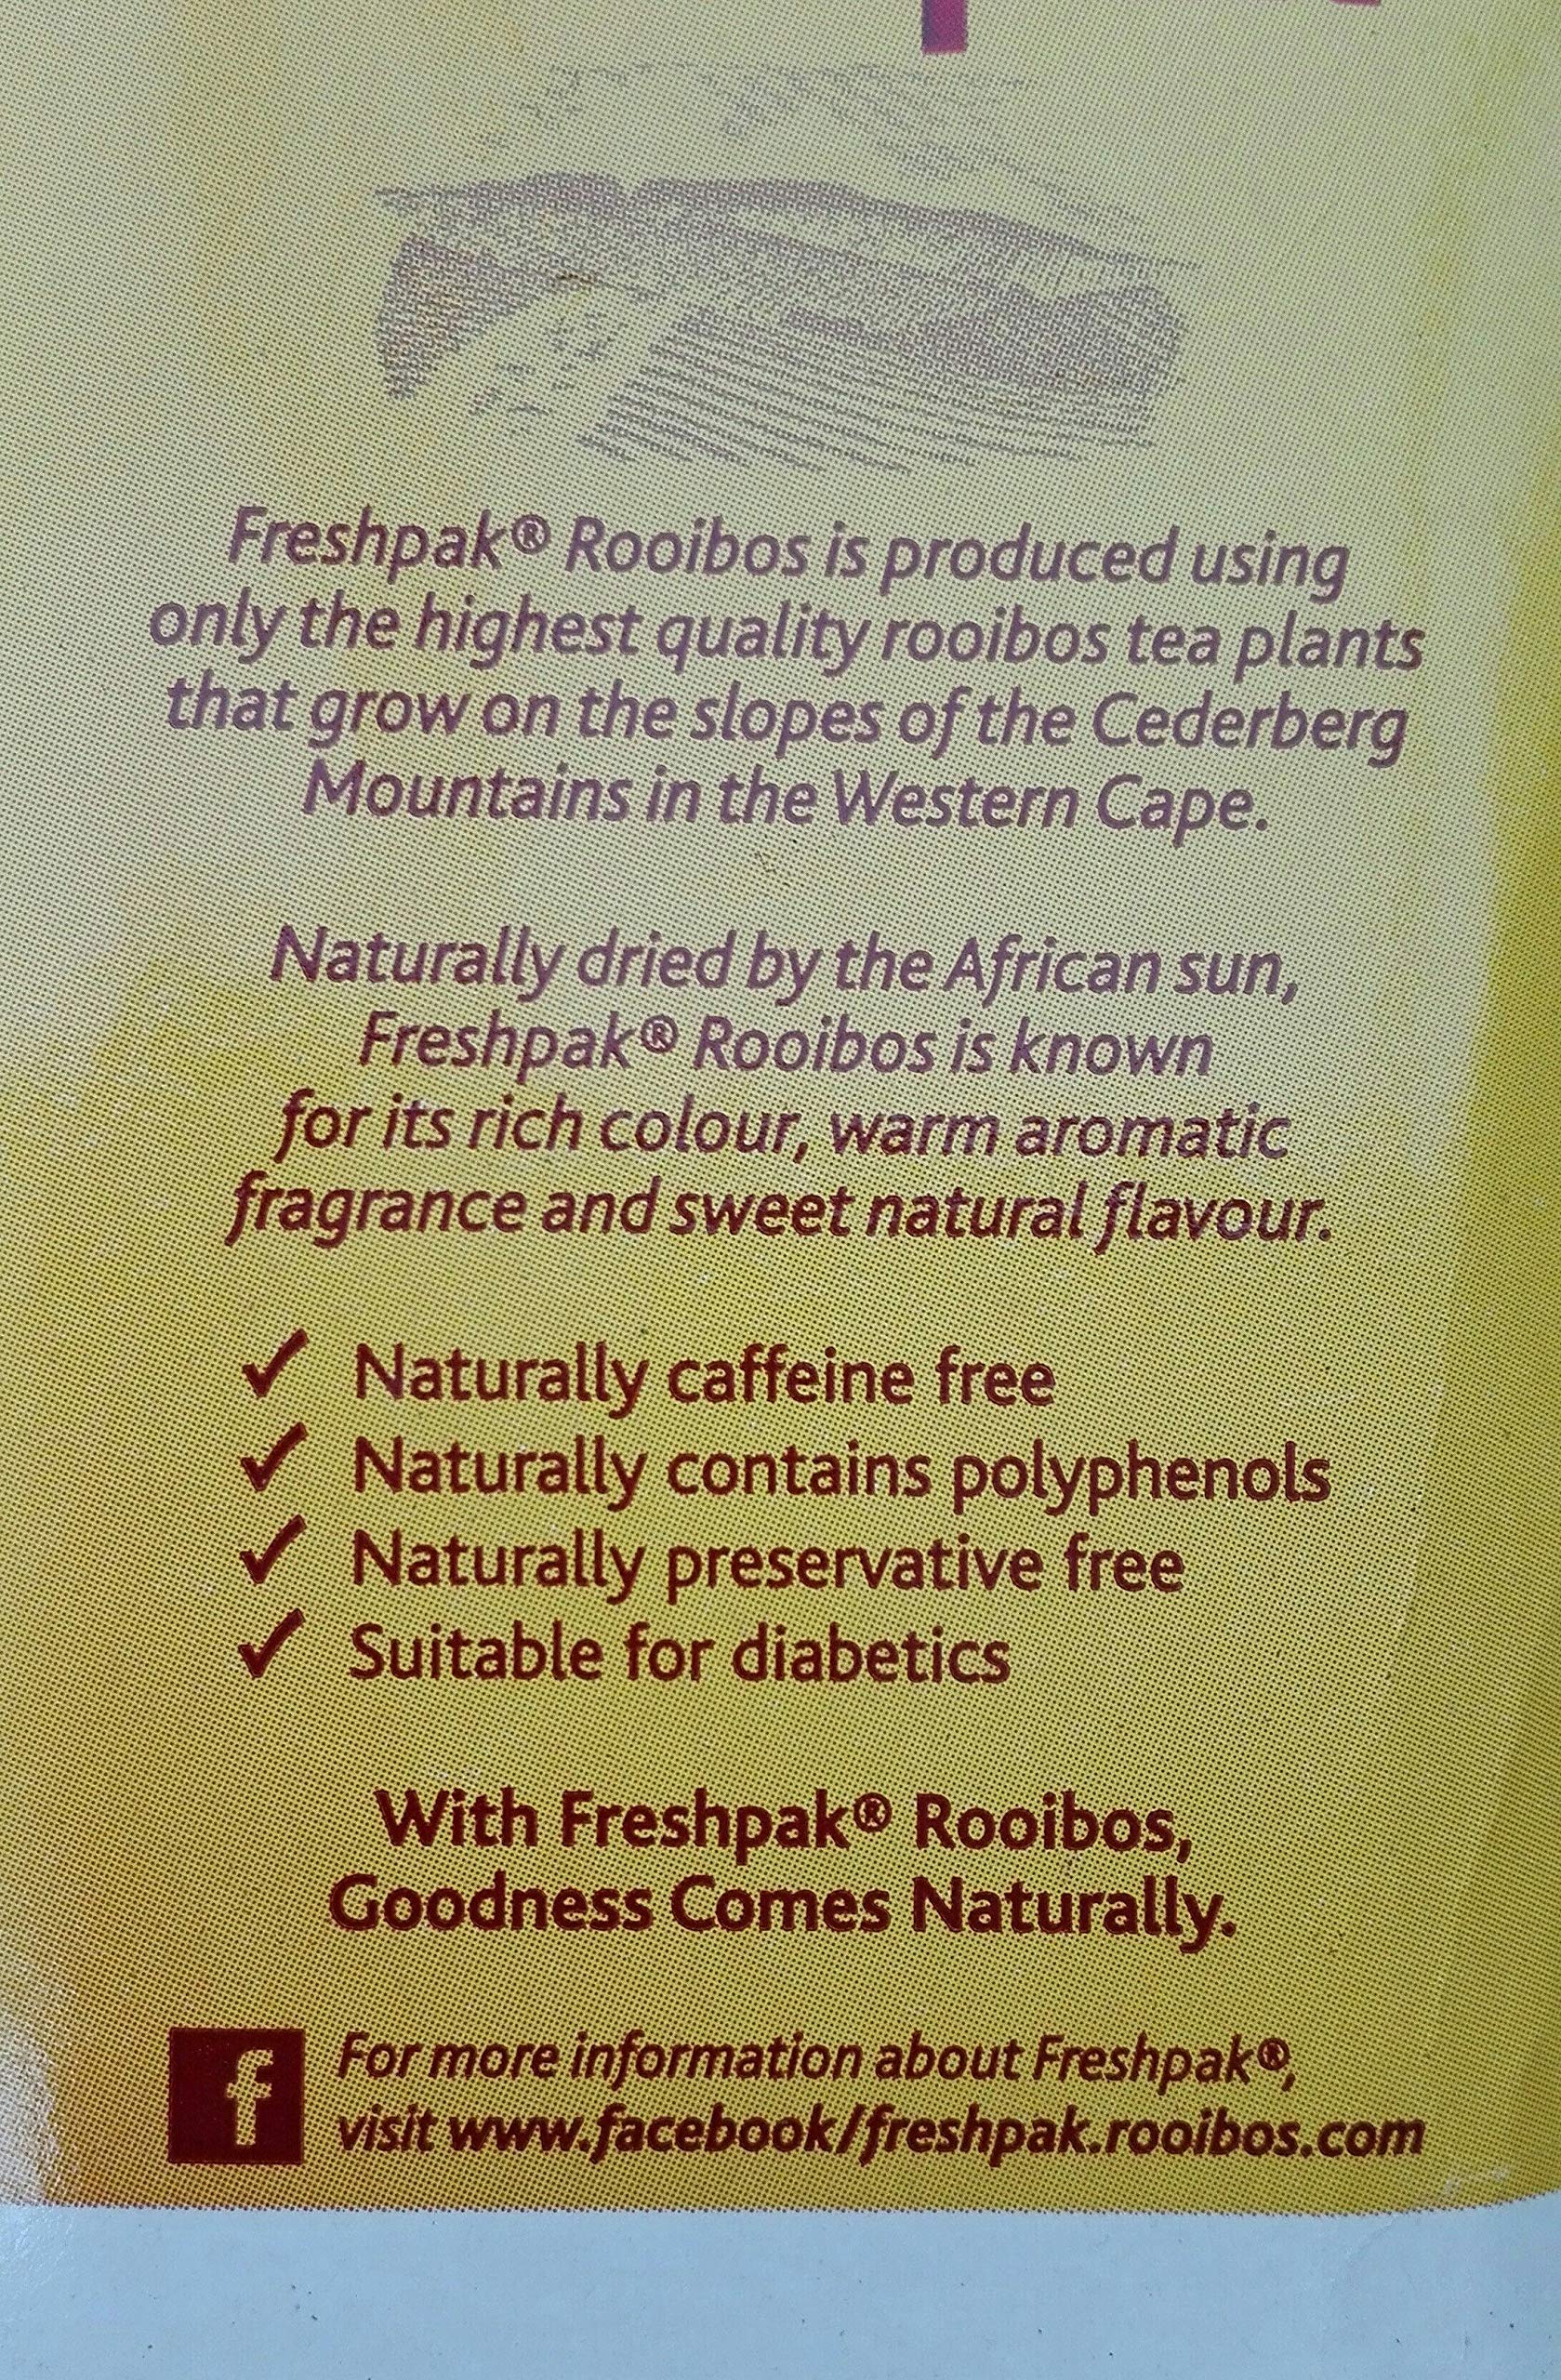 Freshpak® Rooibos is produced using
only the highest quality rooibos tea plants
that grow on the slopes of the Cederberg
Mountains in the Western Cape.
Naturally dried by the African sun,
Freshpak® Rooibos is known
for its rich colour, warm aromatic
fragrance and sweet natural flavour.
✓ Naturally caffeine free
✓ Naturally contains polyphenols
✓ Naturally preservative free
✓ Suitable for diabetics
With Freshpak® Rooibos,
Goodness Comes Naturally.
f For more information about Freshpak®,
visit www.facebook/freshpak.rooibos.com